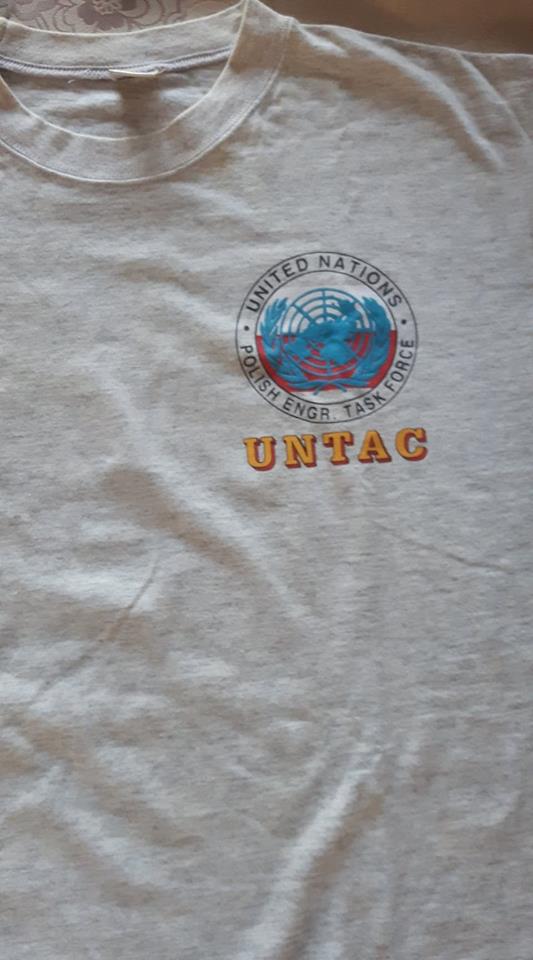 • UNITED NATIONS •
POLISH ENGR. TASK FORCE
UNTAC